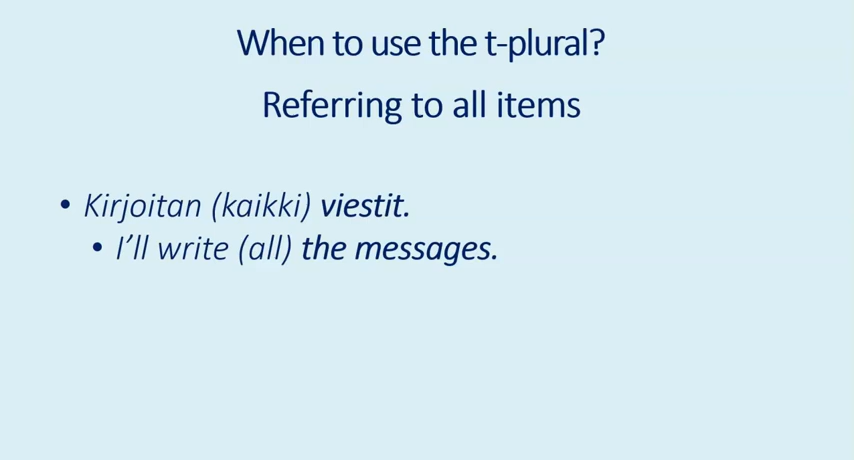 When to use the t-plural?
Referring to all items
• Kirjoitan (kaikki) viestit.
• I'll write (all) the messages.